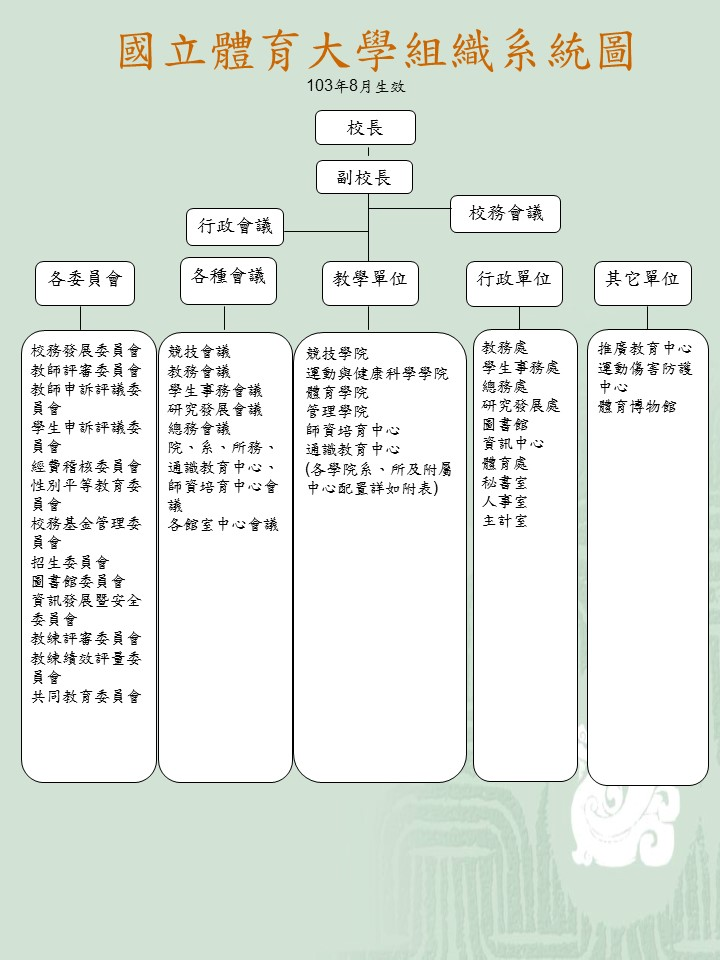 國立體育大學組織系統圖
103年8月生效
校長
副校長
校務會議
行政會議
各委員會
各種會議
教學單位
行政單位
其它單位
校務發展委員會
教師評審委員會
教師申訴評議委
員會
學生申訴評議委
員會
經費稽核委員會
性別平等教育委
員會
校務基金管理委
員會
招生委員會
圖書館委員會
資訊發展暨安全
委員會
教練評審委員會
教練績效評量委
員會
共同教育委員會
競技會議
教務會議
學生事務會議
研究發展會議
總務會議
院、系、所務、
通識教育中心、
師資培育中心會
議
各館室中心會議
競技學院
運動與健康科學學院
體育學院
管理學院
師資培育中心
通識教育中心
(各學院系、所及附屬
中心配置詳如附表)
教務處
學生事務處
總務處
研究發展處
圖書館
資訊中心
體育處
秘書室
人事室
主計室
推廣教育中心
運動傷害防護
中心
體育博物館